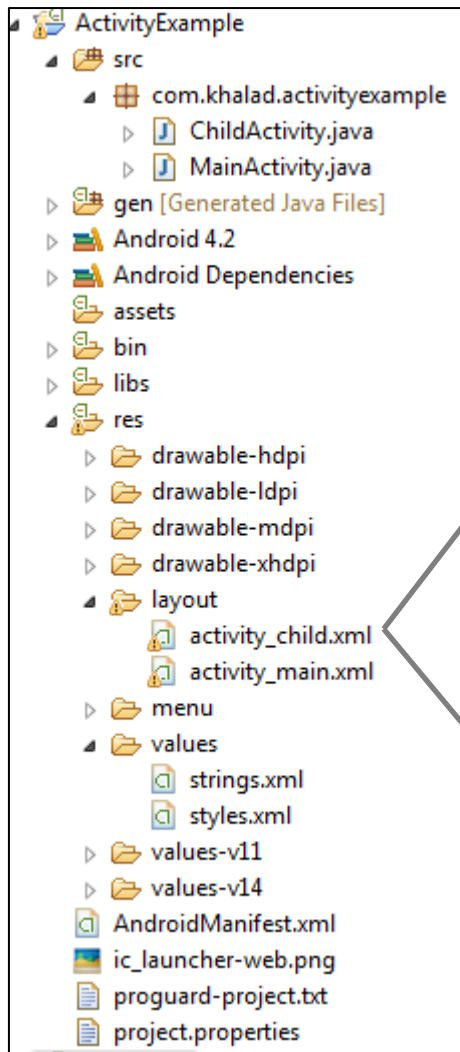 ActivityExample
src
com.khalad.activityexample
ChildActivity.java
MainActivity.java
gen [Generated Java Files]
Android 4.2
Android Dependencies
assets
bin
libs
res
drawable-hdpi
drawable-ldpi
drawable-mdpi
drawable-xhdpi
layout
activity_child.xml
activity_main.xml
menu
values
strings.xml
styles.xml
values-v11
values-v14
AndroidManifest.xml
ic_launcher-web.png
proguard-project.txt
project.properties